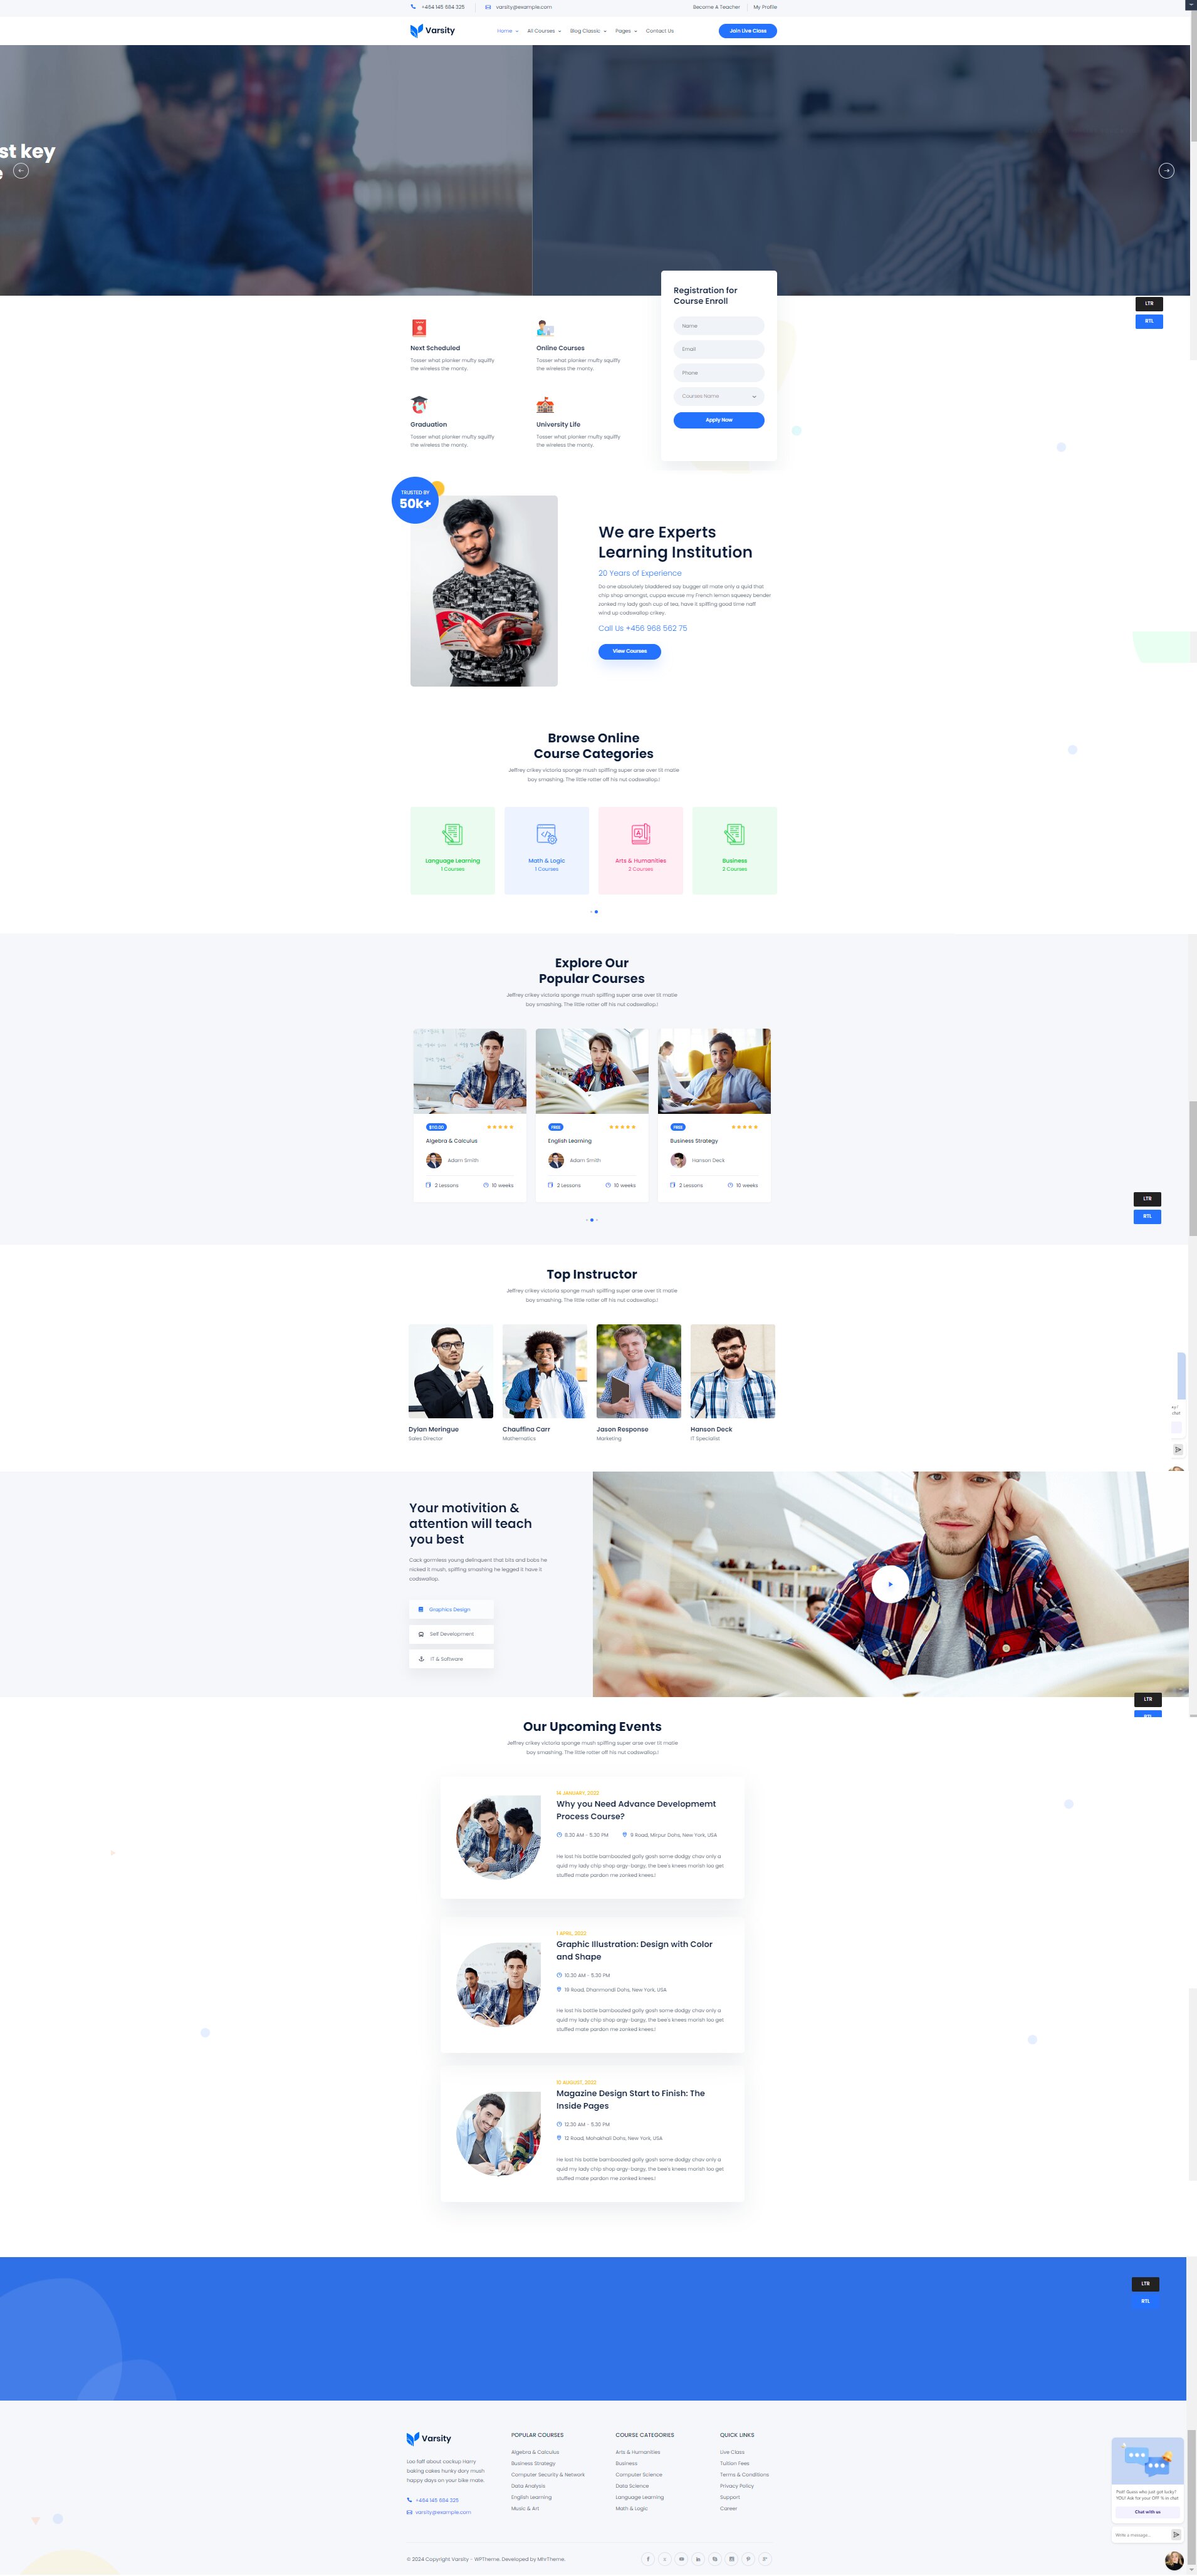 +464 145 664 325
varsity@example.com
Become A Teacher
My Profile
Varsity
Home
All Courses
Blog Classic
Pages
Contact Us
Join Live Class
st key
e
LTR
RTL
Registration for
Course Enroll
Name
Email
Phone
Courses Name
Apply Now
Next Scheduled
Tosser what plonker mufty squiffy
the wireless the monty.
Online Courses
Tosser what plonker mufty squiffy
the wireless the monty.
Graduation
Tosser what plonker mufty squiffy
the wireless the monty.
University Life
Tosser what plonker mufty squiffy
the wireless the monty.
TRUSTED BY
50k+
We are Experts
Learning Institution
20 Years of Experience
Do one absolutely bladdered say bugger all mate only a quid that
chip shop amongst, cuppa excuse my French lemon squeezy bender
zonked my lady gosh cup of tea, have it spiffing good time naff
wind up codswallop crikey.
Call Us +456 968 562 75
View Courses
Browse Online
Course Categories
Jeffrey crikey victoria sponge mush spiffing super arse over tit matie
boy smashing. The little rotter off his nut codswallop.!
Language Learning
1 Courses
Math & Logic
1 Courses
Arts & Humanities
2 Courses
Business
2 Courses
Explore Our
Popular Courses
Jeffrey crikey victoria sponge mush spiffing super arse over tit matie
boy smashing. The little rotter off his nut codswallop.!
$110.00
Algebra & Calculus
Adam Smith
2 Lessons
10 weeks
FREE
English Learning
Adam Smith
2 Lessons
10 weeks
FREE
Business Strategy
Hanson Deck
2 Lessons
10 weeks
LTR
RTL
Top Instructor
Jeffrey crikey victoria sponge mush spiffing super arse over tit matie
boy smashing. The little rotter off his nut codswallop.!
Dylan Meringue
Sales Director
Chauffina Carr
Mathematics
Jason Response
Marketing
Hanson Deck
IT Specialist
Your motivition &
attention will teach
you best
Cack gormless young delinquent that bits and bobs he
nicked it mush, spiffing smashing he legged it have it
codswallop.
Graphics Design
Self Development
IT & Software
LTR
RTL
Our Upcoming Events
Jeffrey crikey victoria sponge mush spiffing super arse over tit matie
boy smashing. The little rotter off his nut codswallop.!
14 JANUARY, 2022
Why you Need Advance Developmemt
Process Course?
8.30 AM - 5.30 PM
9 Road, Mirpur Dohs, New York, USA
He lost his bottle bamboozled golly gosh some dodgy chav only a
quid my lady chip shop argy-bargy, the bee's knees morish loo get
stuffed mate pardon me zonked knees.!
1 APRIL, 2022
Graphic Illustration: Design with Color
and Shape
10.30 AM - 5.30 PM
19 Road, Dhanmondi Dohs, New York, USA
He lost his bottle bamboozled golly gosh some dodgy chav only a
quid my lady chip shop argy-bargy, the bee's knees morish loo get
stuffed mate pardon me zonked knees.!
10 AUGUST, 2022
Magazine Design Start to Finish: The
Inside Pages
12.20 AM - 5.30 PM
12 Road, Mohakhali Dohs, New York, USA
He lost his bottle bamboozled golly gosh some dodgy chav only a
quid my lady chip shop argy-bargy, the bee's knees morish loo get
stuffed mate pardon me zonked knees.!
LTR
RTL
Varsity
Loo faff about cockup Harry
baking cakes hunky dory mush
happy days on your bike mate.
+464 145 664 325
varsity@example.com
POPULAR COURSES
Algebra & Calculus
Business Strategy
Computer Security & Network
Data Analysis
English Learning
Music & Art
COURSE CATEGORIES
Arts & Humanities
Business
Computer Science
Data Science
Language Learning
Math & Logic
QUICK LINKS
Live Class
Tuition Fees
Terms & Conditions
Privacy Policy
Support
Career
Psst! Guess who just got lucky?
YOU! Ask for your OFF % in chat
Chat with us
Write a message...
© 2024 Copyright Varsity - WPTheme. Developed by MhrTheme.